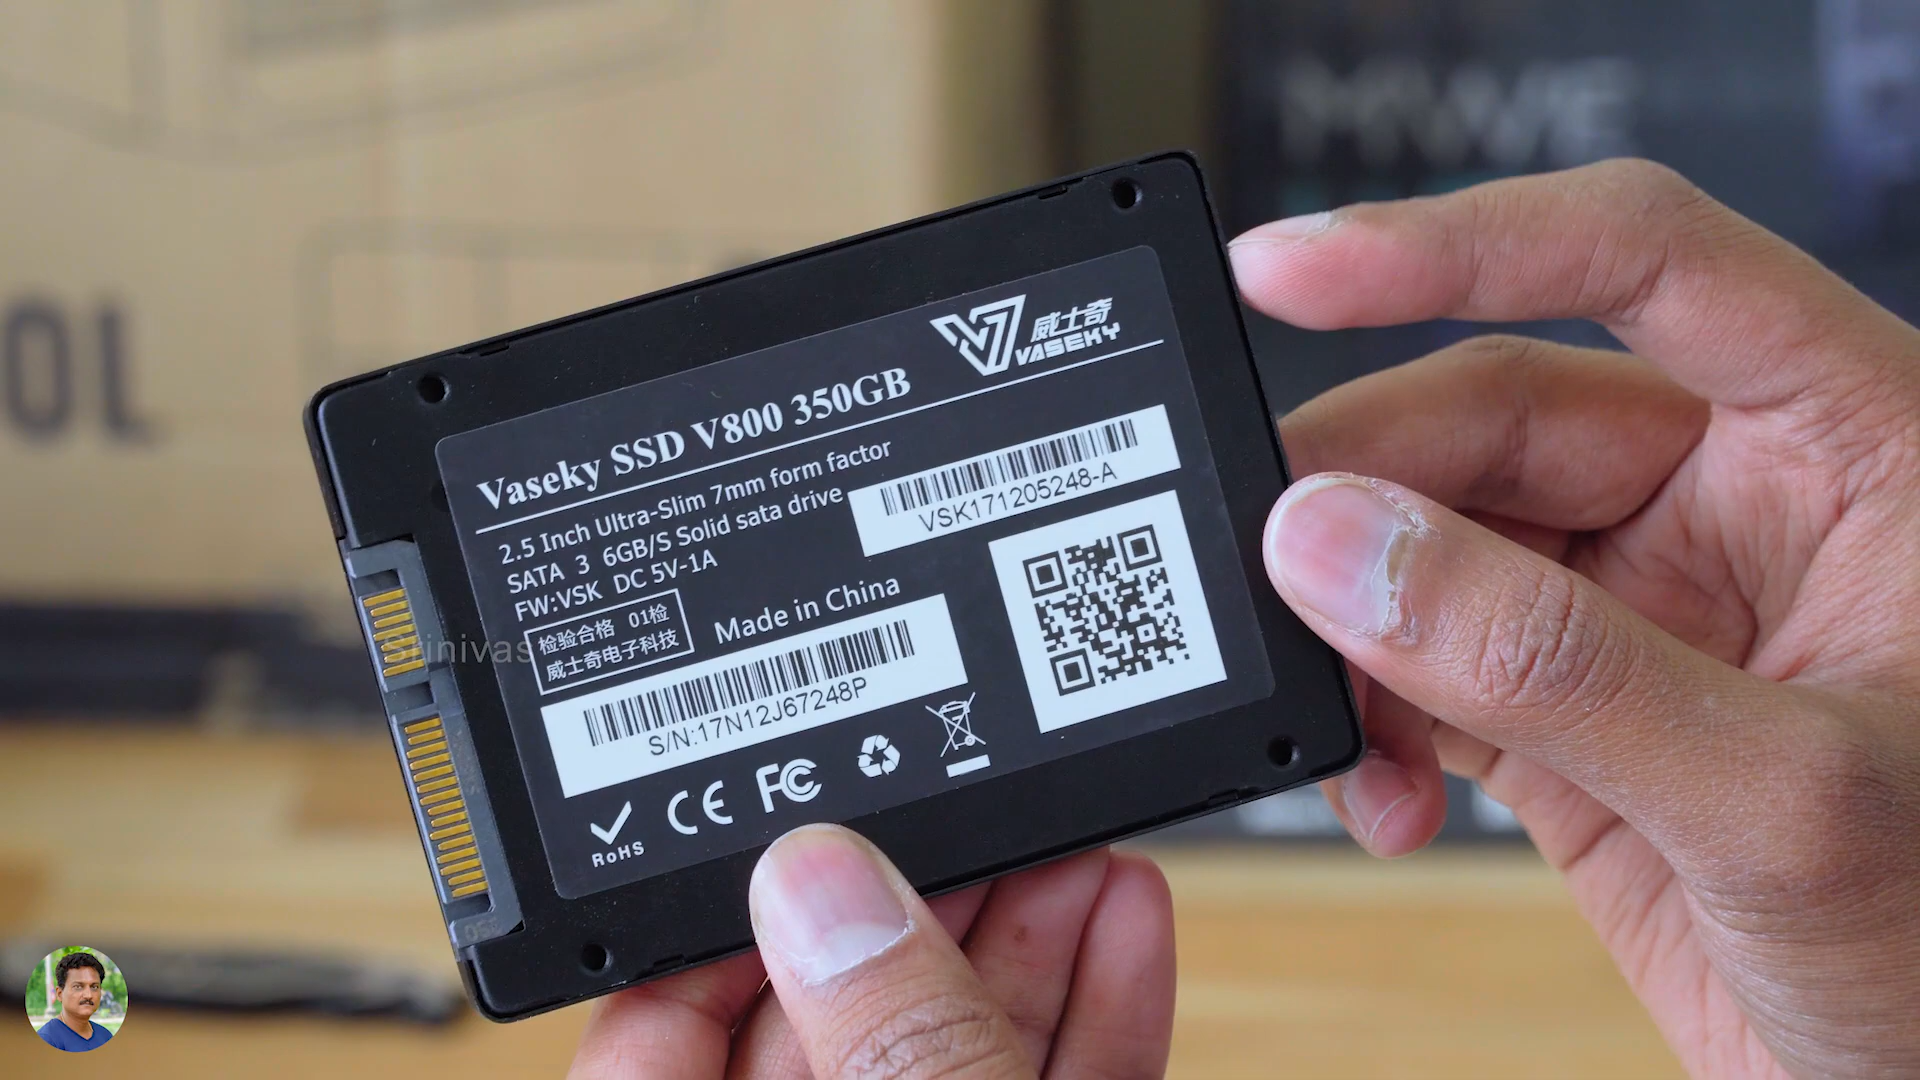 威士奇
VASEKY
Vaseky SSD V800 350GB
2.5 Inch Ultra-Slim 7mm form factor
SATA 3 6GB/S Solid sata drive
FW:VSK DC 5V-1A
VSK171205248-A
检验合格 01检
威士奇电子科技
Made in China
S/N:17N12J67248P
RoHS
CE
FC
Srinivas
OL